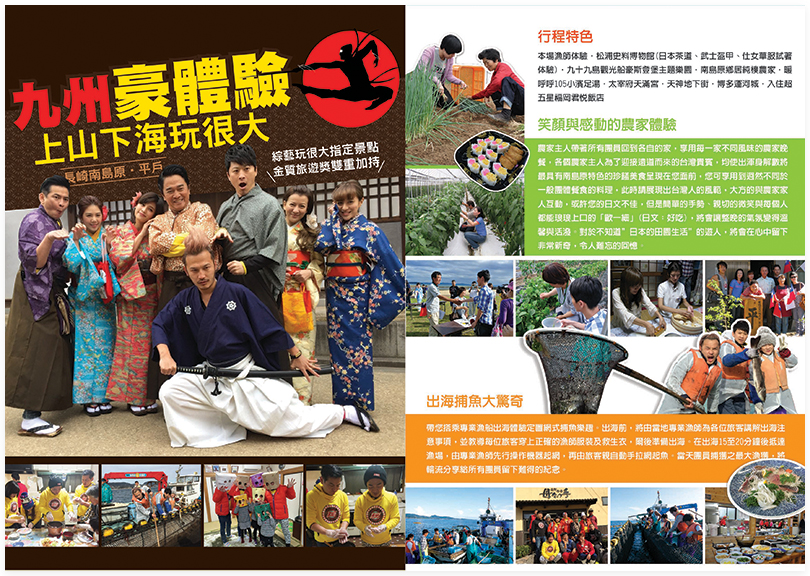 九州豪體驗
上山下海玩很大
長崎南島原・平戶
綜藝玩很大指定景點
金質旅遊獎雙重加持
行程特色
本場漁師體驗，松浦史料博物館(日本茶道、武士盔甲、仕女華服試著
體驗)，九十九島觀光船豪斯登堡主題樂園，南島原鄉居純樸農家，暖
呼呼105小濱足湯，太宰府天滿宮，天神地下街，博多運河城，入住超
五星福岡君悅飯店
笑顏與感動的農家體驗
農家主人帶著所有團員回到各自的家，享用每一家不同風味的農家晚
餐，各個農家主人為了迎接遠道而來的台灣貴賓，均使出渾身解數將
最具有南島原特色的珍饈美食呈現在您面前，您可享用到迥然不同於
一般團體餐食的料理，此時請展現出台灣人的風範，大方的與農家家
人互動，或許您的日文不佳，但是簡單的手勢，親切的微笑與每個人
都能琅琅上口的「歐一細」(日文：好吃)，將會讓整晚的氣氛變得溫
馨與活潑，對於不知道"日本的田園生活"的遊人，將會在心中留下
非常新奇，令人難忘的回憶。
出海捕魚大驚奇
帶您搭乘專業漁船出海體驗定置網式捕魚樂趣。出海前，將由當地專業漁師為各位旅客講解出海注
意事項，並教導每位旅客穿上正確的漁師服裝及救生衣，爾後準備出海。在出海15至20分鐘後抵達
漁場，由專業漁師先行操作機器起網，再由旅客親自動手拉網起魚。當天團員捕獲之最大漁獲，將
輪流分享給所有團員留下難得的紀念。